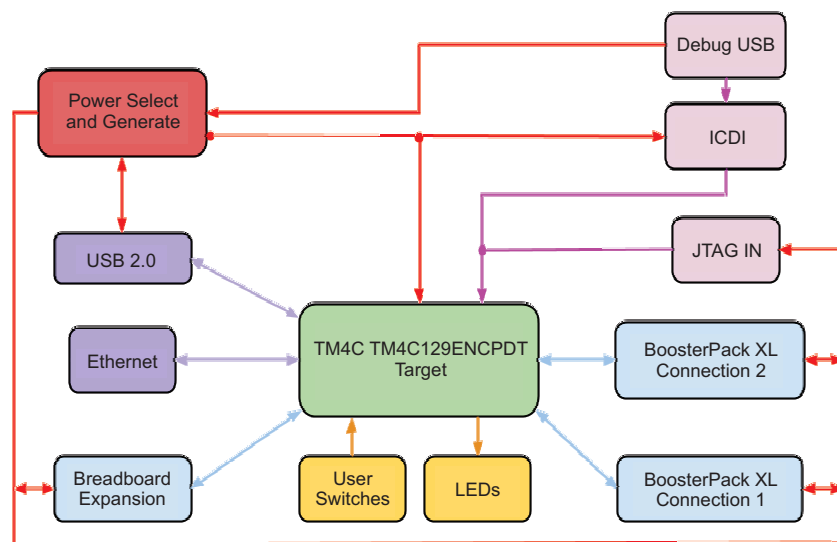 Debug USB
Power Select
and Generate
ICDI
USB 2.0
JTAG IN
TM4C TM4C129ENCPDT
Target
Ethernet
BoosterPack XL
Connection 2
Breadboard
Expansion
User
Switches
LEDs
BoosterPack XL
Connection 1